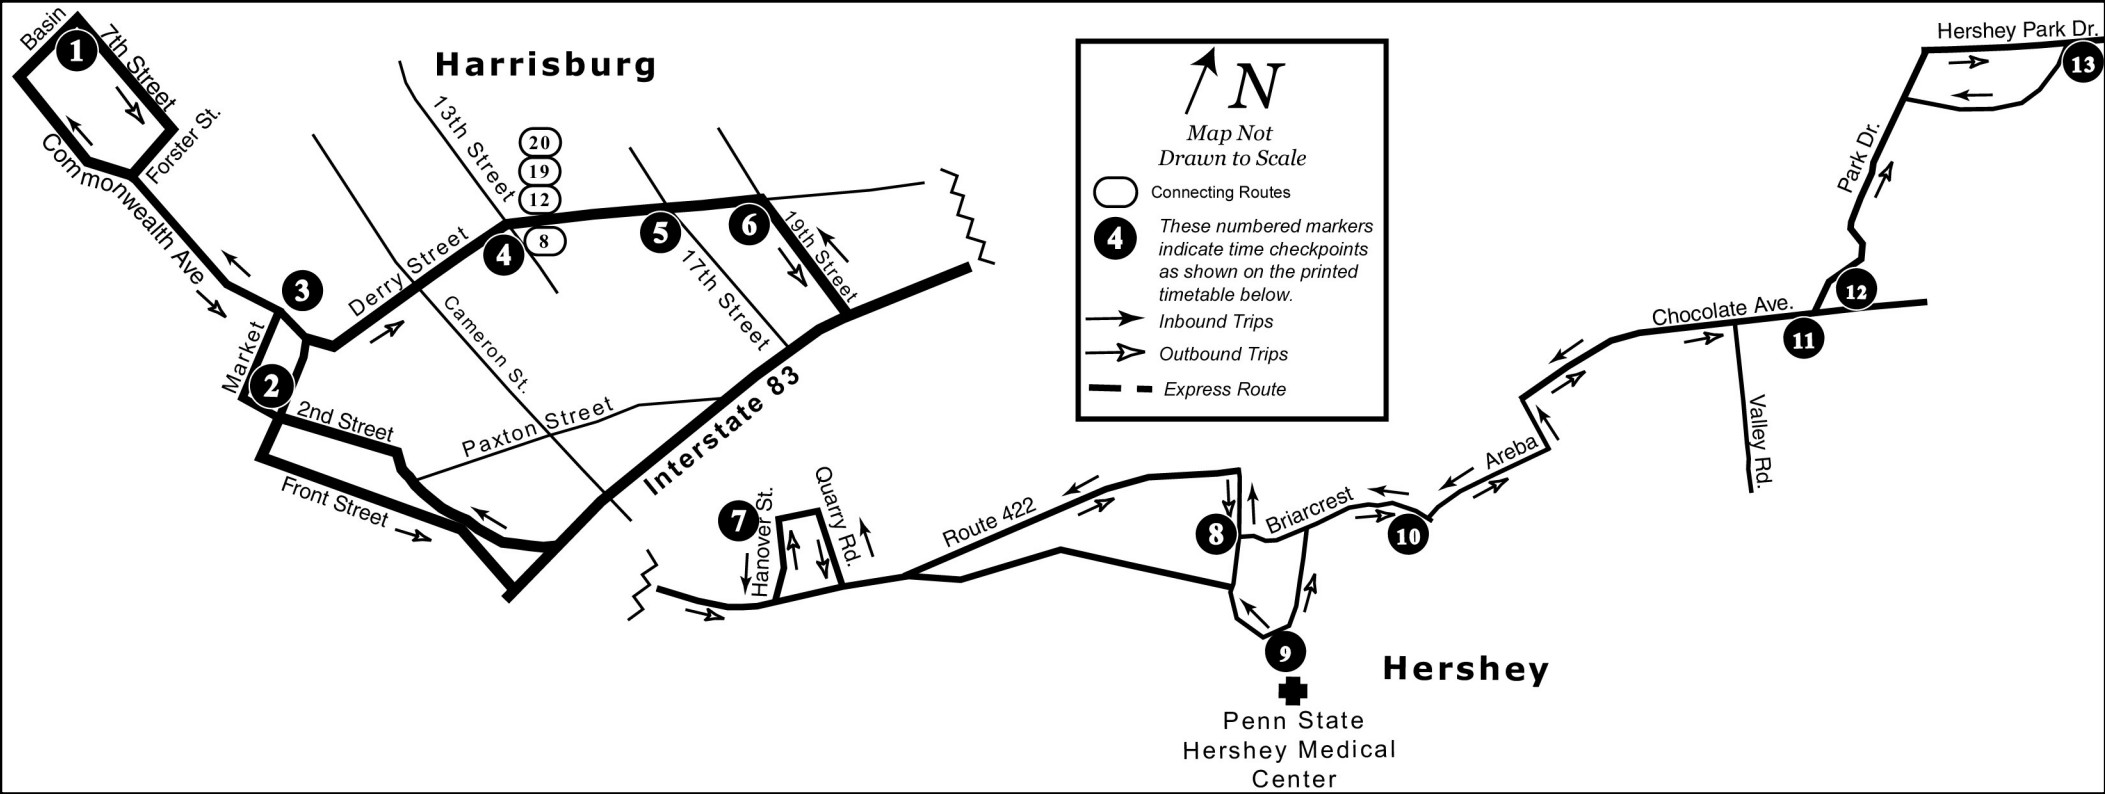 Basin
1
7th Street
Forster St.
Commonwealth Ave
Harrisburg
13th Street
20
19
12
8
3
Market
2
Derry Street
4
5
6
19th Street
17th Street
Cameron St.
2nd Street
Paxton Street
Front Street
Interstate 83
N
Map Not
Drawn to Scale
Connecting Routes
4
These numbered markers
indicate time checkpoints
as shown on the printed
timetable below.
Inbound Trips
Outbound Trips
Express Route
7
Hanover St.
Quarry Rd.
Route 422
8
Briarcrest
9
10
Areba
Chocolate Ave.
11
12
Valley Rd.
Park Dr.
Hershey Park Dr.
13
Hershey
Penn State
Hershey Medical
Center